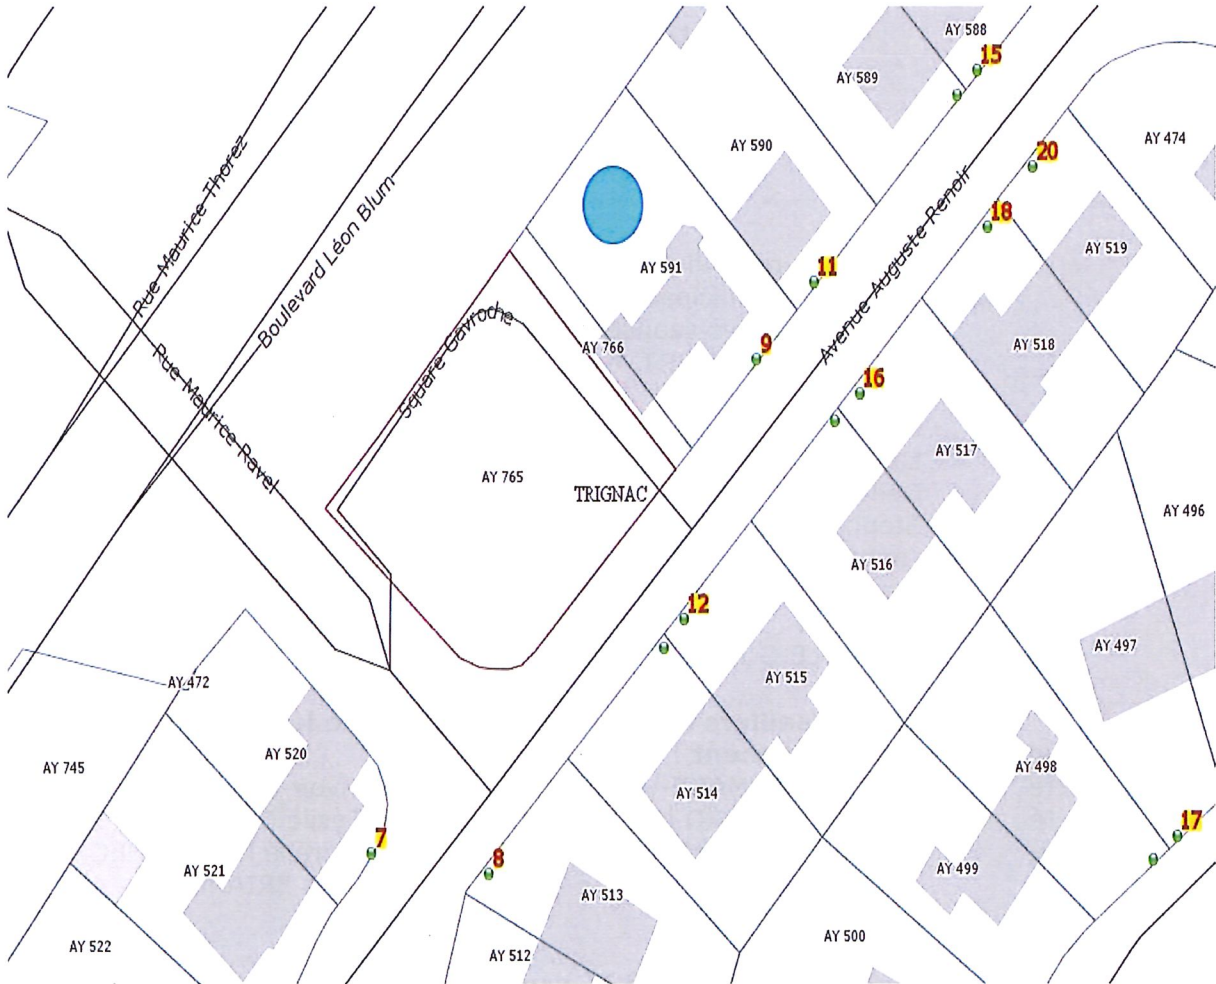 AY 588
15
AY 589
AY 590
AY 474
20
Rue Maurice Thorez
Boulevard Léon Blum
Avenue Auguste Renoir
18
AY 519
11
AY 591
Square Gavroche
AY 766
9
AY 518
Rue Maurice Ravel
16
AY 517
AY 765
TRIGNAC
AY 496
AY 516
12
AY 497
AY 515
AY 472
AY 520
AY 745
AY 498
AY 514
17
7
8
AY 521
AY 499
AY 513
AY 522
AY 500
AY 512